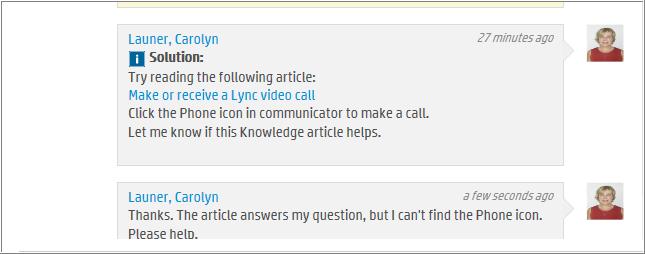 Launer, Carolyn
27 minutes ago
i Solution:
Try reading the following article:
Make or receive a Lync video call
Click the Phone icon in communicator to make a call.
Let me know if this Knowledge article helps.
Launer, Carolyn
a few seconds ago
Thanks. The article answers my question, but I can't find the Phone icon.
Please help.